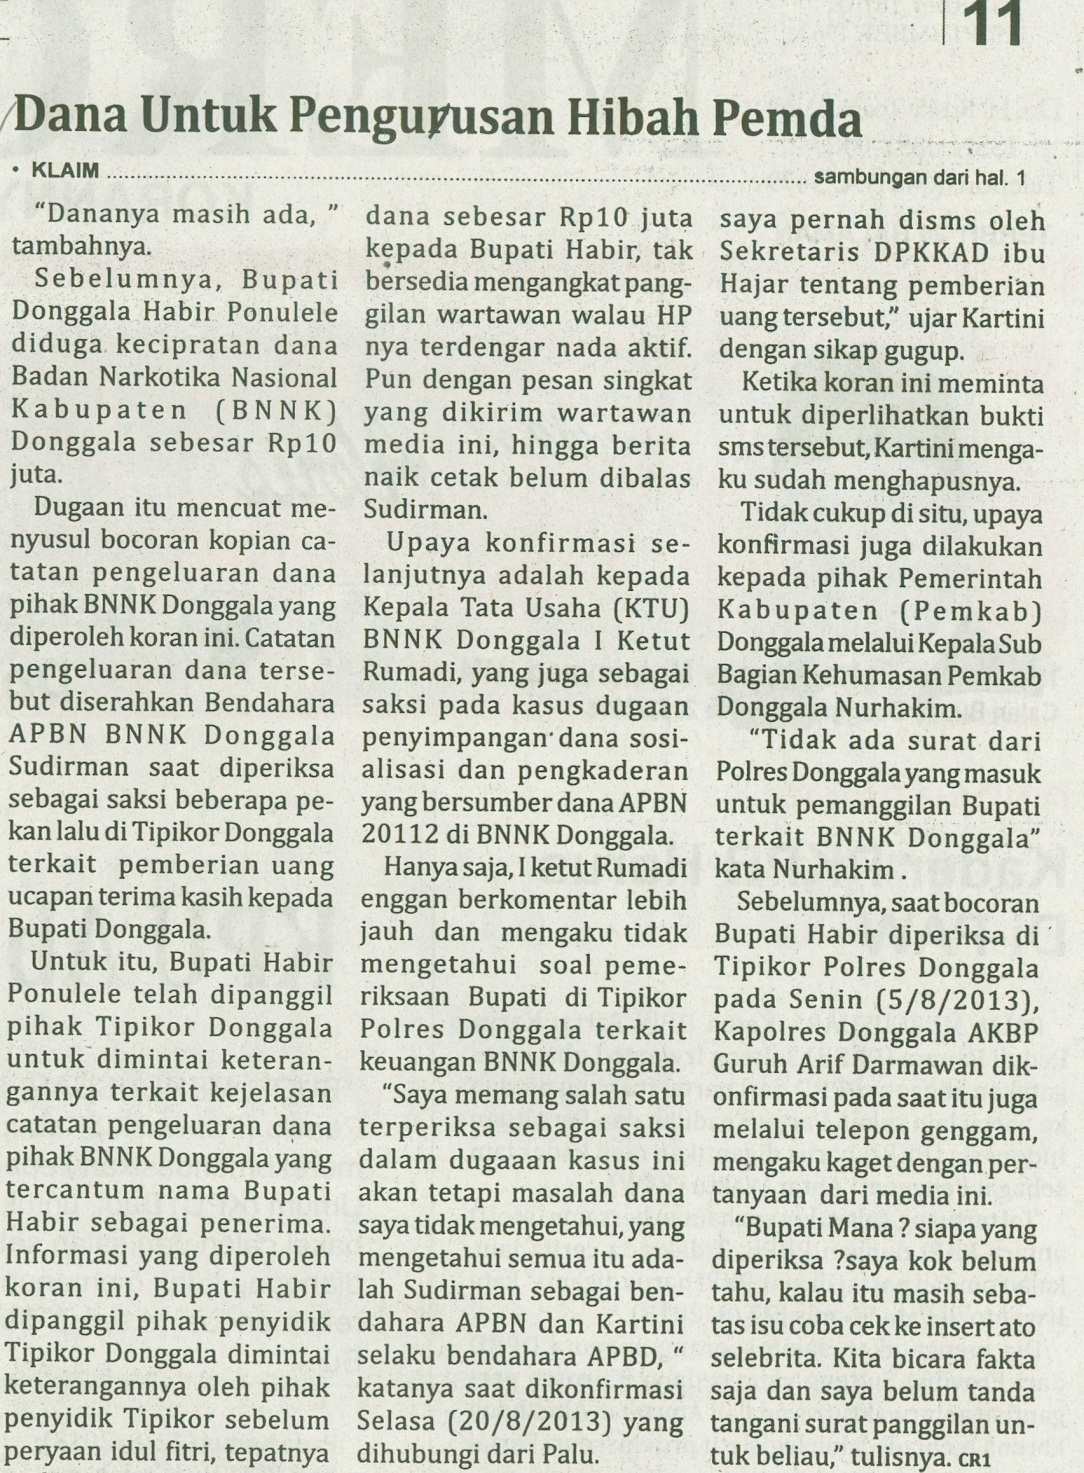 11
Dana Untuk Pengurusan Hibah Pemda
• KLAIM ........ sambungan dari hal. 1
“Dananya masih ada, ”
tambahnya.
Sebelumnya, Bupati
Donggala Habir Ponulele
diduga kecipratan dana
Badan Narkotika Nasional
Kabupaten (BNNK)
Donggala sebesar Rp10
juta.
Dugaan itu mencuat me-
nyusul bocoran kopian ca-
tatan pengeluaran dana
pihak BNNK Donggala yang
diperoleh koran ini. Catatan
pengeluaran dana terse-
but diserahkan Bendahara
APBN BNNK Donggala
Sudirman saat diperiksa
sebagai saksi beberapa pe-
kan lalu di Tipikor Donggala
terkait pemberian uang
ucapan terima kasih kepada
Bupati Donggala.
Untuk itu, Bupati Habir
Ponulele telah dipanggil
pihak Tipikor Donggala
untuk dimintai keteran-
gannya terkait kejelasan
catatan pengeluaran dana
pihak BNNK Donggala yang
tercantum nama Bupati
Habir sebagai penerima.
Informasi yang diperoleh
koran ini, Bupati Habir
dipanggil pihak penyidik
Tipikor Donggala dimintai
keterangannya oleh pihak
penyidik Tipikor sebelum
peryaan idul fitri, tepatnya
dana sebesar Rp10 juta
kepada Bupati Habir, tak
bersedia mengangkat pang-
gilan wartawan walau HP
nya terdengar nada aktif.
Pun dengan pesan singkat
yang dikirim wartawan
media ini, hingga berita
naik cetak belum dibalas
Sudirman.
Upaya konfirmasi se-
lanjutnya adalah kepada
Kepala Tata Usaha (KTU)
BNNK Donggala I Ketut
Rumadi, yang juga sebagai
saksi pada kasus dugaan
penyimpangan dana sosi-
alisasi dan pengkaderan
yang bersumber dana APBN
20112 di BNNK Donggala.
Hanya saja, I ketut Rumadi
enggan berkomentar lebih
jauh dan mengaku tidak
mengetahui soal peme-
riksaan Bupati di Tipikor
Polres Donggala terkait
keuangan BNNK Donggala.
“Saya memang salah satu
terperiksa sebagai saksi
dalam dugaaan kasus ini
akan tetapi masalah dana
saya tidak mengetahui, yang
mengetahui semua itu ada-
lah Sudirman sebagai ben-
dahara APBN dan Kartini
selaku bendahara APBD, “
katanya saat dikonfirmasi
Selasa (20/8/2013) yang
dihubungi dari Palu.
saya pernah disms oleh
Sekretaris DPKKAD ibu
Hajar tentang pemberian
uang tersebut,” ujar Kartini
dengan sikap gugup.
Ketika koran ini meminta
untuk diperlihatkan bukti
sms tersebut, Kartini menga-
ku sudah menghapusnya.
Tidak cukup di situ, upaya
konfirmasi juga dilakukan
kepada pihak Pemerintah
Kabupaten (Pemkab)
Donggala melalui Kepala Sub
Bagian Kehumasan Pemkab
Donggala Nurhakim.
“Tidak ada surat dari
Polres Donggala yang masuk
untuk pemanggilan Bupati
terkait BNNK Donggala”
kata Nurhakim .
Sebelumnya, saat bocoran
Bupati Habir diperiksa di
Tipikor Polres Donggala
pada Senin (5/8/2013),
Kapolres Donggala AKBP
Guruh Arif Darmawan dik-
onfirmasi pada saat itu juga
melalui telepon genggam,
mengaku kaget dengan per-
tanyaan dari media ini.
“Bupati Mana ? siapa yang
diperiksa ?saya kok belum
tahu, kalau itu masih seba-
tas isu coba cek ke insert ato
selebrita. Kita bicara fakta
saja dan saya belum tanda
tangani surat panggilan un-
tuk beliau,” tulisnya. CR1